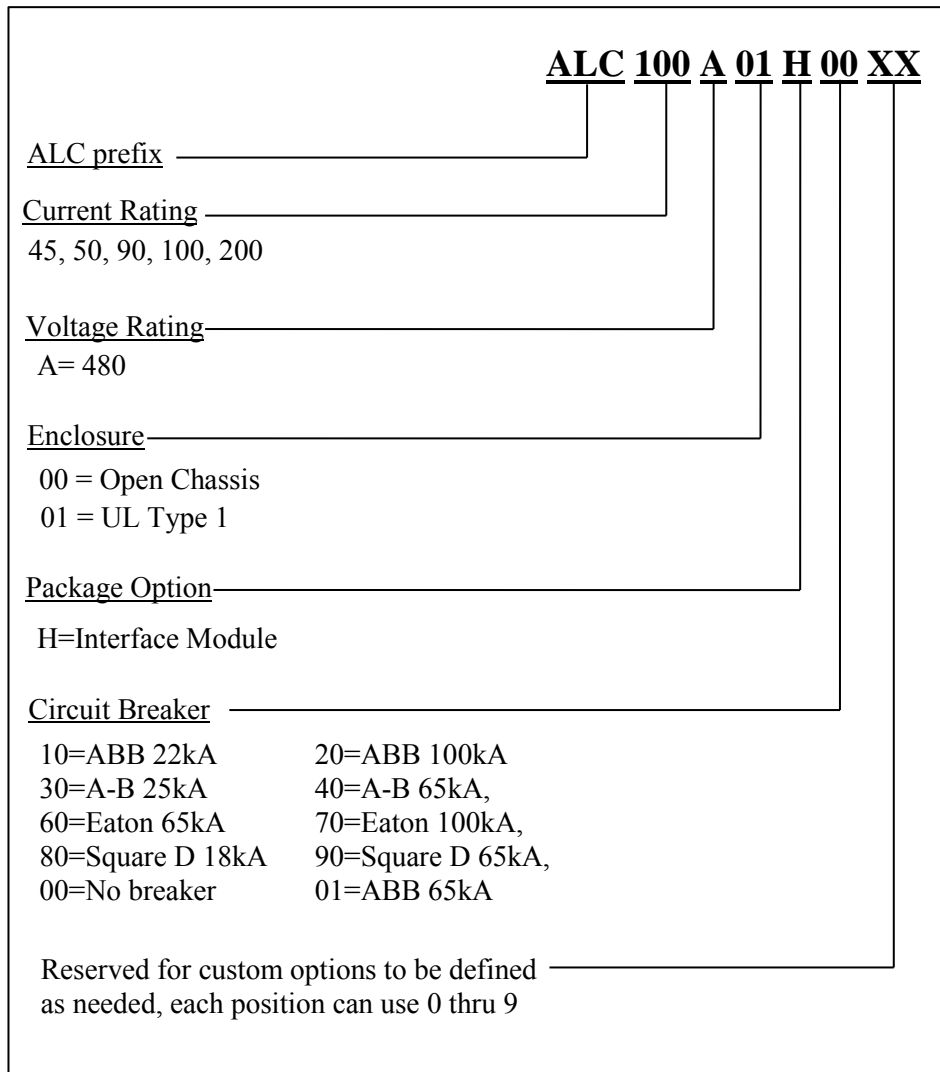 ALC 100 A 01 H 00 XX
ALC prefix
Current Rating
45, 50, 90, 100, 200
Voltage Rating
A= 480
Enclosure
00 = Open Chassis
01 = UL Type 1
Package Option
H=Interface Module
Circuit Breaker
10=ABB 22kA 20=ABB 100kA
30=A-B 25kA 40=A-B 65kA,
60=Eaton 65kA 70=Eaton 100kA,
80=Square D 18kA 90=Square D 65kA,
00=No breaker 01=ABB 65kA
Reserved for custom options to be defined
as needed, each position can use 0 thru 9